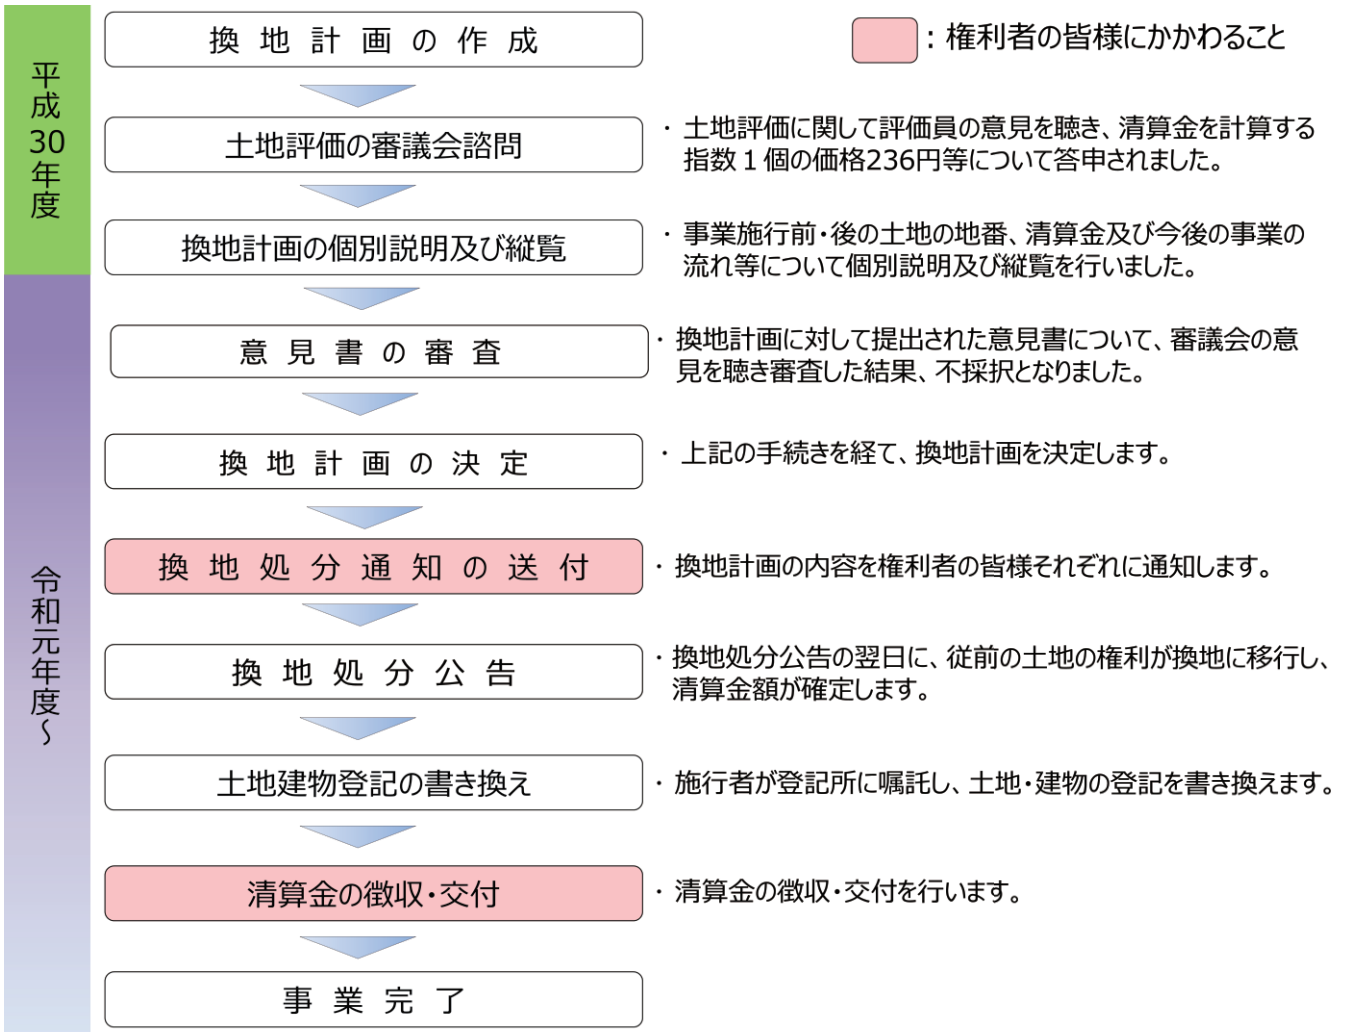 平成30年度
令和元年度～
：権利者の皆様にかかわること
換地計画の作成
土地評価の審議会諮問
・土地評価に関して評価員の意見を聴き、清算金を計算する
指数１個の価格236円等について答申されました。
換地計画の個別説明及び縦覧
・事業施行前・後の土地の地番、清算金及び今後の事業の
流れ等について個別説明及び縦覧を行いました。
意見書の審査
・換地計画に対して提出された意見書について、審議会の意
見を聴き審査した結果、不採択となりました。
換地計画の決定
・上記の手続きを経て、換地計画を決定します。
換地処分通知の送付
・換地計画の内容を権利者の皆様それぞれに通知します。
換地処分公告
・換地処分公告の翌日に、従前の土地の権利が換地に移行し、
清算金額が確定します。
土地建物登記の書き換え
・施行者が登記所に嘱託し、土地・建物の登記を書き換えます。
清算金の徴収・交付
・清算金の徴収・交付を行います。
事業完了